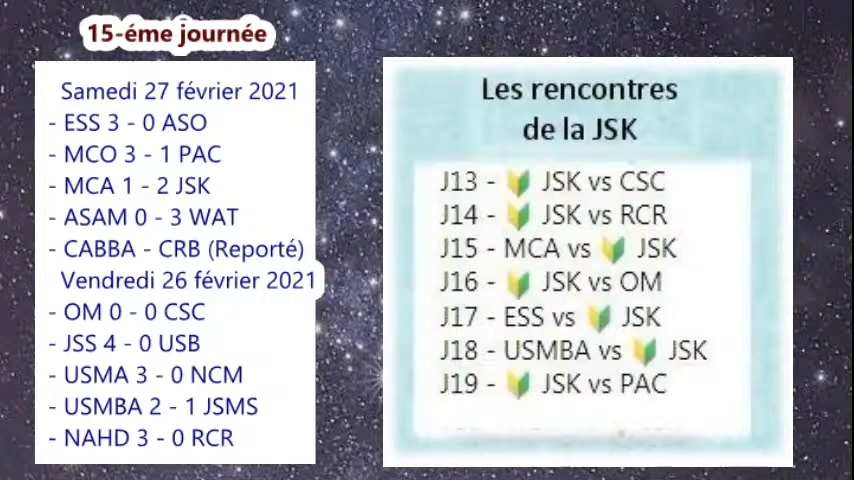 15-éme journée
Samedi 27 février 2021
- ESS 3 - 0 ASO
- MCO 3 - 1 PAC
- MCA 1 - 2 JSK
- ASAM 0 - 3 WAT
- CABBA - CRB (Reporté)
Vendredi 26 février 2021
- OM 0 - 0 CSC
- JSS 4 - 0 USB
- USMA 3 - 0 NCM
- USMBA 2 - 1 JSMS
- NAHD 3 - 0 RCR
Les rencontres
de la JSK
J13 - JSK vs CSC
J14 - JSK vs RCR
J15 - MCA vs JSK
J16 - JSK vs OM
J17 - ESS vs JSK
J18 - USMBA vs JSK
J19 - JSK vs PAC